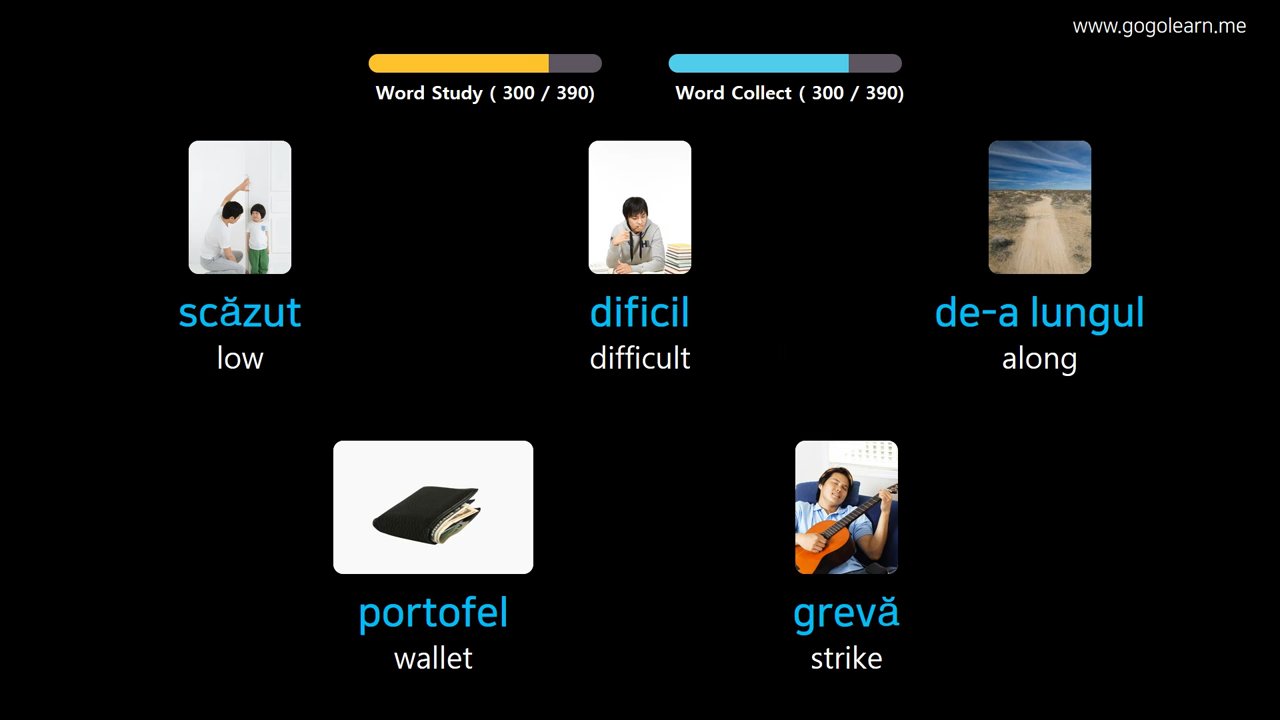 www.gogolearn.me
Word Study ( 300 / 390)
Word Collect ( 300 / 390)
scăzut
low
dificil
difficult
de-a lungul
along
portofel
wallet
grevă
strike